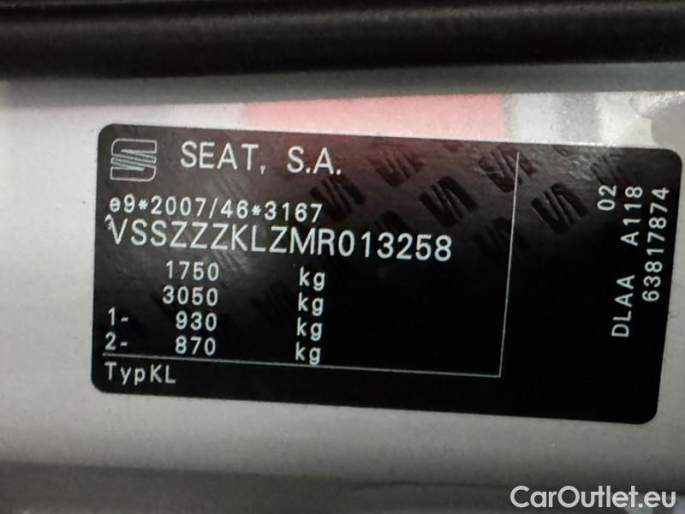 SEAT, S.A.
e9*2007/46*3167
VSSZZZKLZMR013258
1750 kg
3050 kg
1- 930 kg
2- 870 kg
TypKL
02
DLAA A118
63817874
CarOutlet.eu